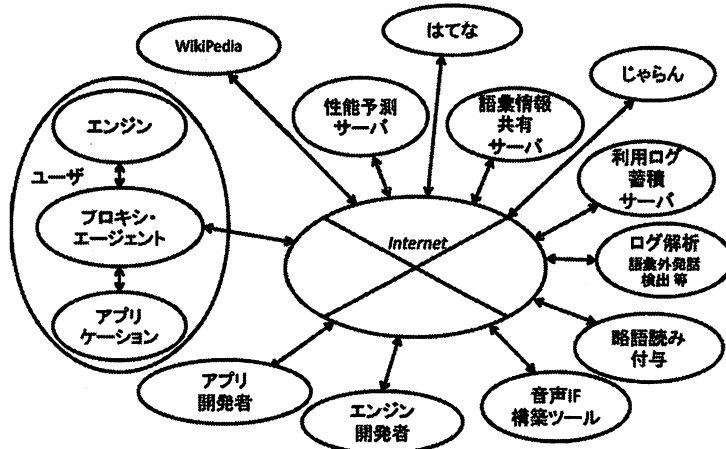 WikiPedia
はてな
じゃらん
性能予測
サーバ
語彙情報
共有
サーバ
エンジン
ユーザ
利用ログ
蓄積
サーバ
プロキシ・
エージェント
Internet
ログ解析
語彙外発話
検出 等
アプリ
ケーション
略語読み
付与
アプリ
開発者
エンジン
開発者
音声IF
構築ツール